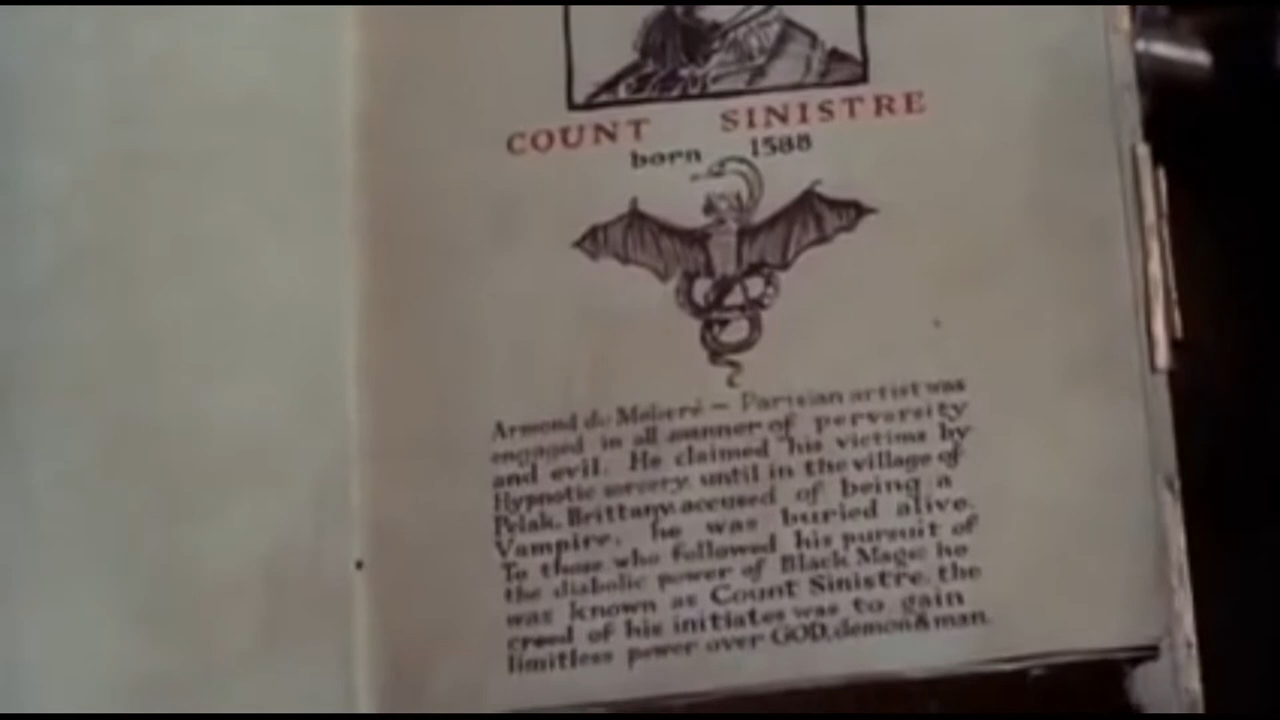 COUNT SINISTRE
born 1588
Armond du Moliere – Parisian artist was
engaged in all manner of perversity
and evil. He claimed his victims by
Hypnotic sorcery, until in the village of
Pelak, Brittany, accused of being a
Vampire, he was buried alive.
To those who followed his pursuit of
the diabolic power of Black Magic he
was known as Count Sinistre, the
creed of his initiates was to gain
limitless power over GOD, demon & man.